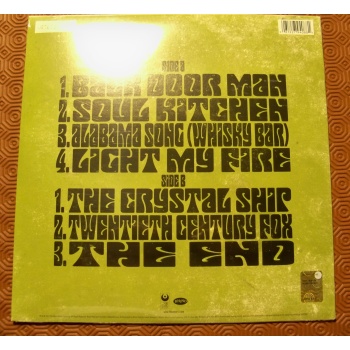 SIDE A
1. BACK DOOR MAN
2. SOUL KITCHEN
3. ALABAMA SONG (WHISKY BAR)
4. LIGHT MY FIRE
SIDE B
1. THE CRYSTAL SHIP
2. TWENTIETH CENTURY FOX
3. THE END